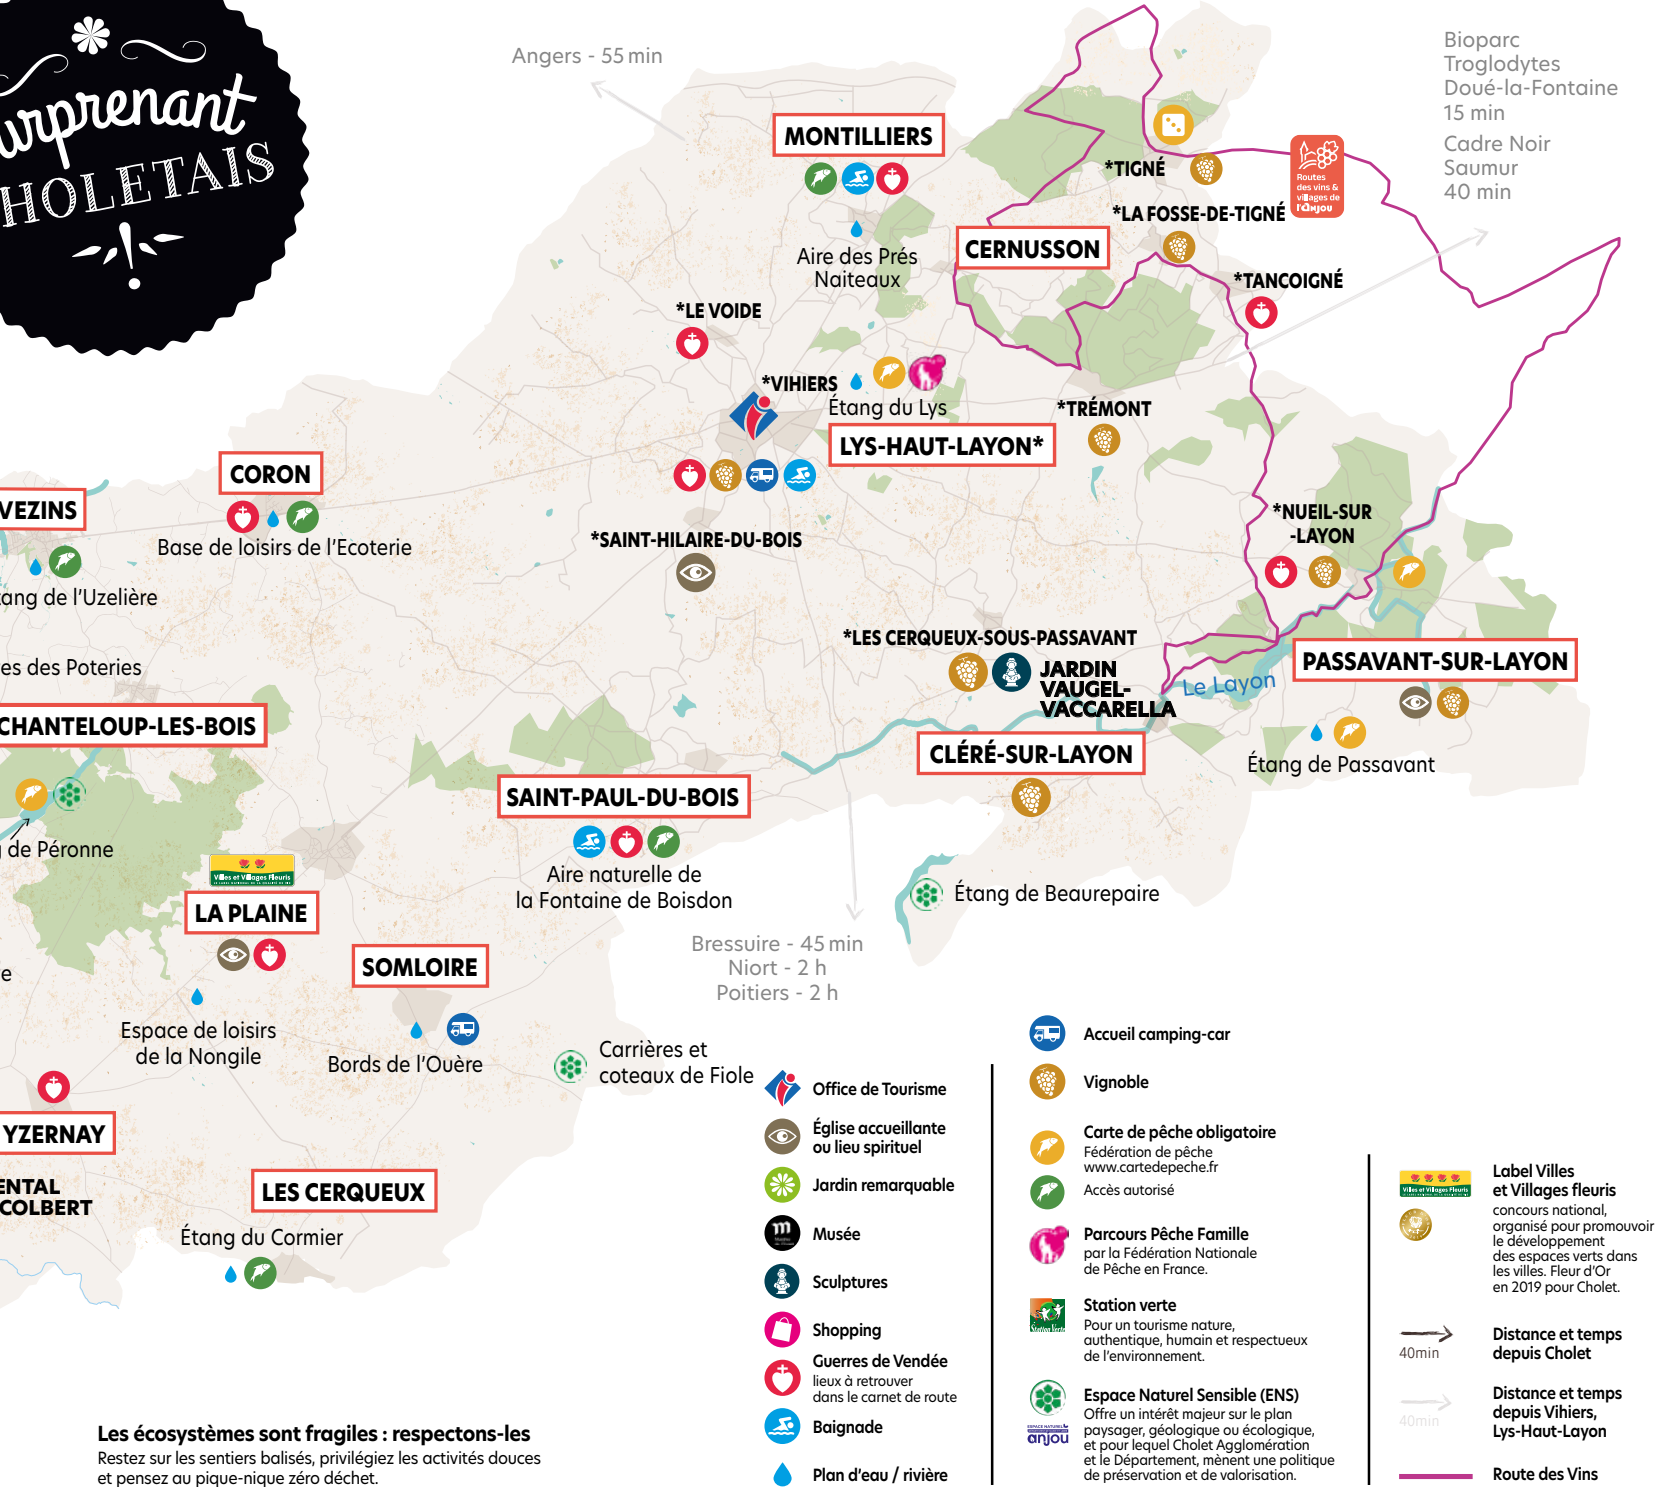 urprenant
HOLETAIS
Angers - 55 min
Bioparc
Troglodytes
Doué-la-Fontaine
15 min
Cadre Noir
Saumur
40 min
MONTILLIERS
Aire des Prés
Naiteaux
*TIGNÉ
Routes
des vins &
villages de
l'Anjou
*LA FOSSE-DE-TIGNÉ
CERNUSSON
*TANCOIGNÉ
*LE VOIDE
*VIHIERS
Étang du Lys
LYS-HAUT-LAYON*
*TRÉMONT
CORON
Base de loisirs de l'Ecoterie
VEZINS
tang de l'Uzelière
es des Poteries
*SAINT-HILAIRE-DU-BOIS
*NUEIL-SUR
-LAYON
*LES CERQUEUX-SOUS-PASSAVANT
JARDIN
VAUGEL-
VACCARELLA
Le Layon
PASSAVANT-SUR-LAYON
Étang de Passavant
CHANTELOUP-LES-BOIS
g de Péronne
CLÉRÉ-SUR-LAYON
SAINT-PAUL-DU-BOIS
Aire naturelle de
la Fontaine de Boisdon
Étang de Beaurepaire
Villes et Villages Fleuris
LA PLAINE
Espace de loisirs
de la Nongile
e
SOMLOIRE
Bords de l'Ouère
Bressuire - 45 min
Niort - 2 h
Poitiers - 2 h
Carrières et
coteaux de Fiole
YZERNAY
ENTAL
COLBERT
LES CERQUEUX
Étang du Cormier
Les écosystèmes sont fragiles : respectons-les
Restez sur les sentiers balisés, privilégiez les activités douces
et pensez au pique-nique zéro déchet.
Office de Tourisme
Église accueillante
ou lieu spirituel
Jardin remarquable
m
Musée
Sculptures
Shopping
Guerres de Vendée
lieux à retrouver
dans le carnet de route
Baignade
Plan d'eau / rivière
Accueil camping-car
Vignoble
Carte de pêche obligatoire
Fédération de pêche
www.cartedepeche.fr
Accès autorisé
Parcours Pêche Famille
par la Fédération Nationale
de Pêche en France.
Station Verte
Station verte
Pour un tourisme nature,
authentique, humain et respectueux
de l'environnement.
ESPACE NATUREL
anjou
Espace Naturel Sensible (ENS)
Offre un intérêt majeur sur le plan
paysager, géologique ou écologique,
et pour lequel Cholet Agglomération
et le Département, mènent une politique
de préservation et de valorisation.
Villes et Villages Fleuris
Label Villes
et Villages fleuris
concours national,
organisé pour promouvoir
le développement
des espaces verts dans
les villes. Fleur d'Or
en 2019 pour Cholet.
40min
Distance et temps
depuis Cholet
40min
Distance et temps
depuis Vihiers,
Lys-Haut-Layon
Route des Vins